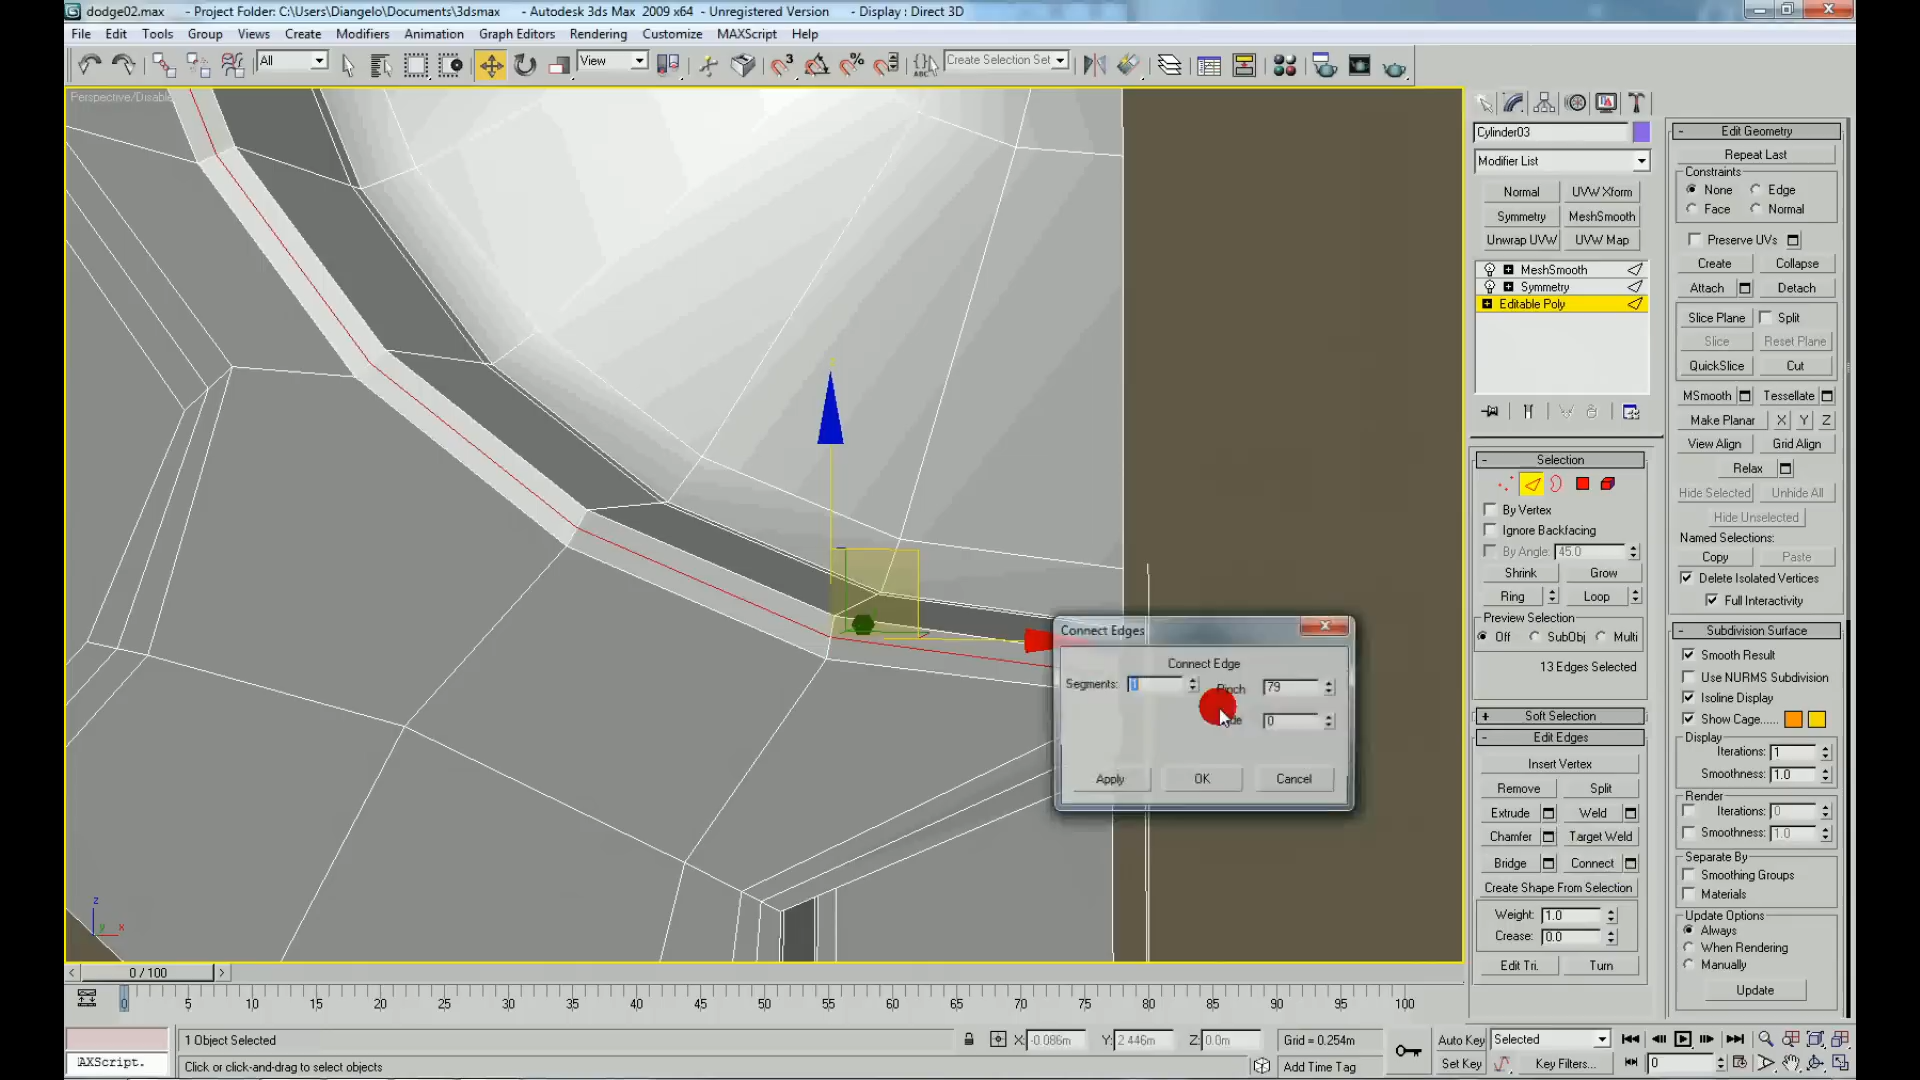 dodge02.max - Project Folder: C:\Users\Diangelo\Documents\3dsmax - Autodesk 3ds Max 2009 x64 - Unregistered Version - Display : Direct 3D
File Edit Tools Group Views Create Modifiers Animation Graph Editors Rendering Customize MAXScript Help
All View Create Selection Set
Perspective/Disable
Cylinder03
Modifier List
Normal UVW Xform
Symmetry MeshSmooth
Unwrap UVW UVW Map
MeshSmooth
Symmetry
Editable Poly
Selection
By Vertex
Ignore Backfacing
By Angle: 45.0
Shrink Grow
Ring Loop
Preview Selection
Off SubObj Multi
13 Edges Selected
+ Soft Selection
- Edit Edges
Insert Vertex
Remove Split
Extrude Weld
Chamfer Target Weld
Bridge Connect
Create Shape From Selection
Weight: 1.0
Crease: 0.0
Edit Tri. Turn
- Edit Geometry
Repeat Last
Constraints
None Edge
Face Normal
Preserve UVs
Create Collapse
Attach Detach
Slice Plane Split
Slice Reset Plane
QuickSlice Cut
MSmooth Tessellate
Make Planar X Y Z
View Align Grid Align
Relax
Hide Selected Unhide All
Hide Unselected
Named Selections:
Copy Paste
Delete Isolated Vertices
Full Interactivity
- Subdivision Surface
Smooth Result
Use NURMS Subdivision
Isoline Display
Show Cage......
Display
Iterations: 1
Smoothness: 1.0
Render
Iterations: 0
Smoothness: 1.0
Separate By
Smoothing Groups
Materials
Update Options
Always
When Rendering
Manually
Update
Connect Edges
Connect Edge
Segments: 1 Pinch 79
0
Apply OK Cancel
z
y x
< 0 / 100 >
0 5 10 15 20 25 30 35 40 45 50 55 60 65 70 75 80 85 90 95 100
1 Object Selected X: -0.086m Y: 2.446m Z: 0.0m Grid = 0.254m Auto Key Selected
AXScript. Click or click-and-drag to select objects Add Time Tag Set Key Key Filters... 0